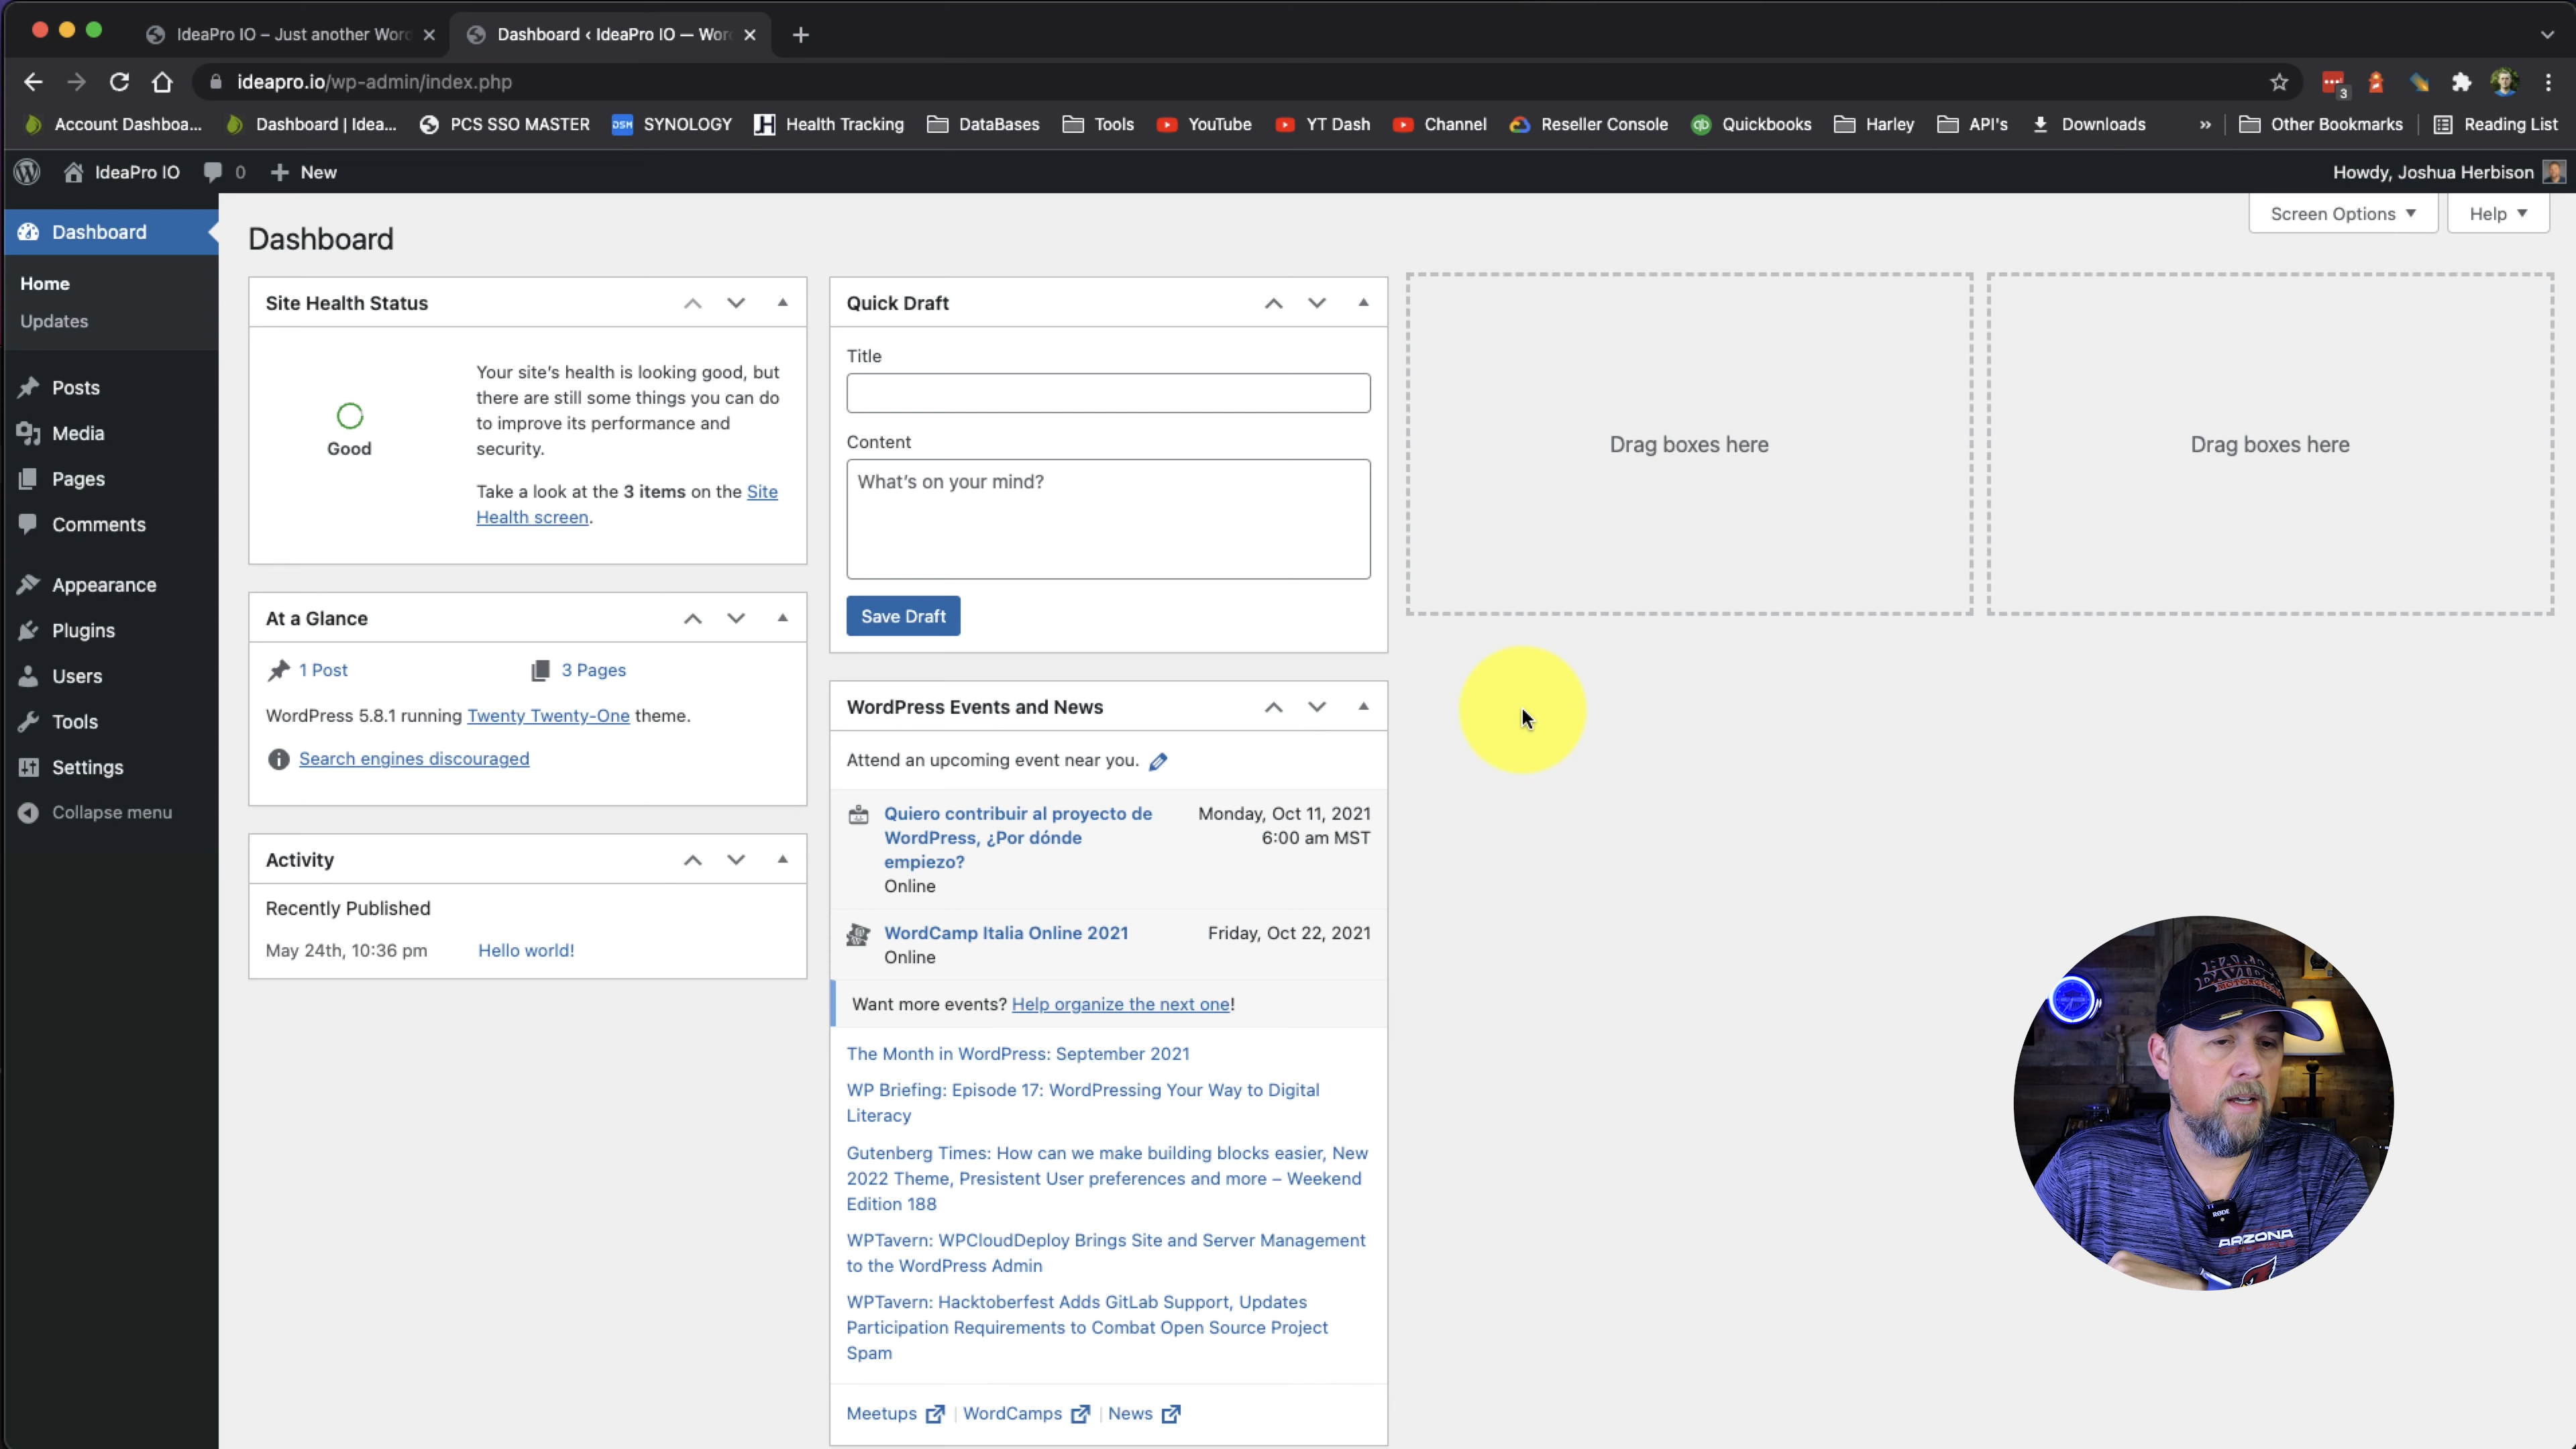 IdeaPro IO – Just another Wor
Dashboard ‹ IdeaPro IO — Wor
ideapro.io/wp-admin/index.php
3
Account Dashboa...
Dashboard | Idea...
PCS SSO MASTER
DSM
SYNOLOGY
Health Tracking
DataBases
Tools
YouTube
YT Dash
Channel
Reseller Console
Quickbooks
Harley
API's
Downloads
»
Other Bookmarks
Reading List
IdeaPro IO
0
New
Howdy, Joshua Herbison
Dashboard
Home
Updates
Posts
Media
Pages
Comments
Appearance
Plugins
Users
Tools
Settings
Collapse menu
Screen Options
Help
Dashboard
Site Health Status
Good
Your site's health is looking good, but
there are still some things you can do
to improve its performance and
security.
Take a look at the 3 items on the Site
Health screen.
At a Glance
1 Post
3 Pages
WordPress 5.8.1 running Twenty Twenty-One theme.
Search engines discouraged
Activity
Recently Published
May 24th, 10:36 pm
Hello world!
Quick Draft
Title
Content
What's on your mind?
Save Draft
WordPress Events and News
Attend an upcoming event near you.
Quiero contribuir al proyecto de
WordPress, ¿Por dónde
empiezo?
Online
Monday, Oct 11, 2021
6:00 am MST
WordCamp Italia Online 2021
Online
Friday, Oct 22, 2021
Want more events? Help organize the next one!
The Month in WordPress: September 2021
WP Briefing: Episode 17: WordPressing Your Way to Digital
Literacy
Gutenberg Times: How can we make building blocks easier, New
2022 Theme, Presistent User preferences and more – Weekend
Edition 188
WPTavern: WPCloudDeploy Brings Site and Server Management
to the WordPress Admin
WPTavern: Hacktoberfest Adds GitLab Support, Updates
Participation Requirements to Combat Open Source Project
Spam
Meetups | WordCamps | News
Drag boxes here
Drag boxes here
RØDE